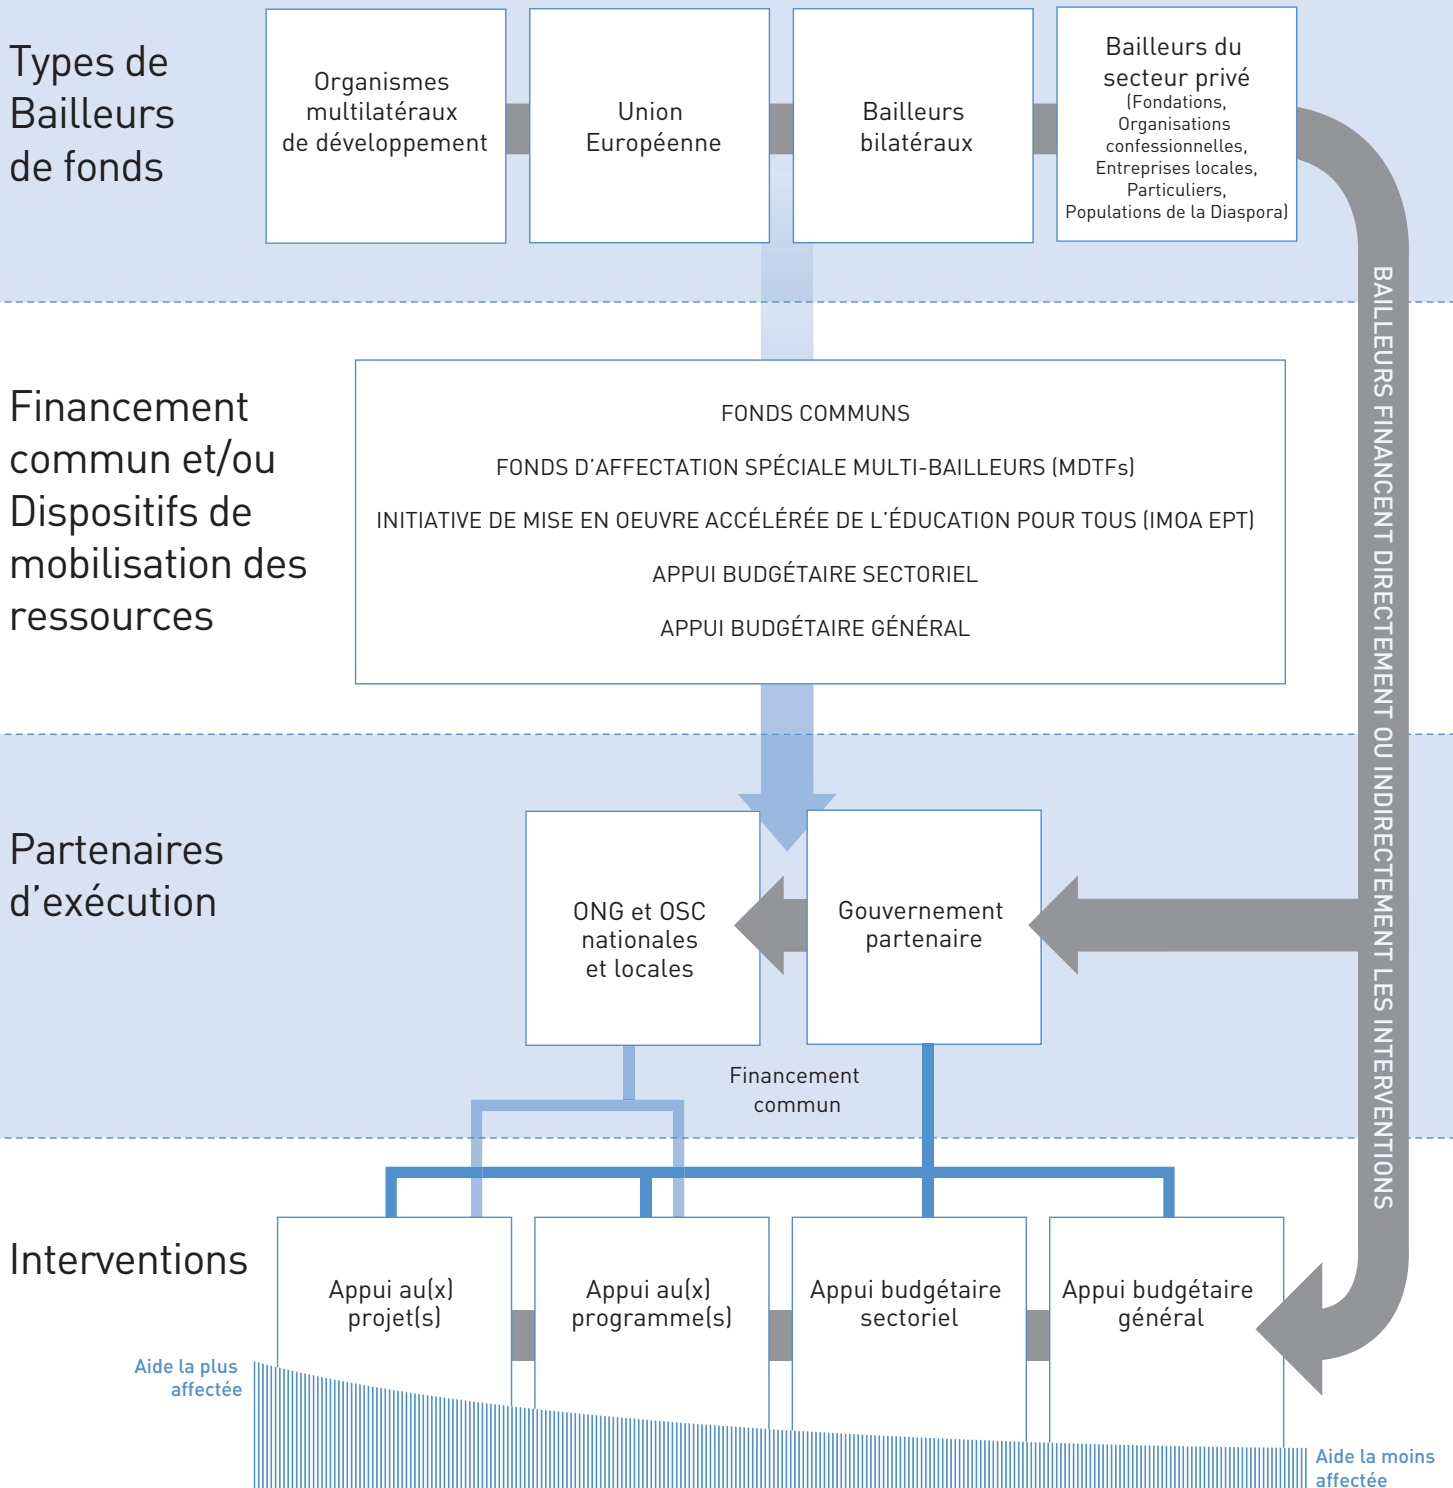 Types de
Bailleurs
de fonds
Organismes
multilatéraux
de développement
Union
Européenne
Bailleurs
bilatéraux
Bailleurs du
secteur privé
(Fondations,
Organisations
confessionnelles,
Entreprises locales,
Particuliers,
Populations de la Diaspora)
BAILLEURS FINANCENT DIRECTEMENT OU INDIRECTEMENT LES INTERVENTIONS
Financement
commun et/ou
Dispositifs de
mobilisation des
ressources
FONDS COMMUNS
FONDS D'AFFECTATION SPÉCIALE MULTI-BAILLEURS (MDTFs)
INITIATIVE DE MISE EN OEUVRE ACCÉLÉRÉE DE L'ÉDUCATION POUR TOUS (IMOA EPT)
APPUI BUDGÉTAIRE SECTORIEL
APPUI BUDGÉTAIRE GÉNÉRAL
Partenaires
d'exécution
ONG et OSC
nationales
et locales
Gouvernement
partenaire
Financement
commun
Interventions
Appui au(x)
projet(s)
Appui au(x)
programme(s)
Appui budgétaire
sectoriel
Appui budgétaire
général
Aide la plus
affectée
Aide la moins
affectée